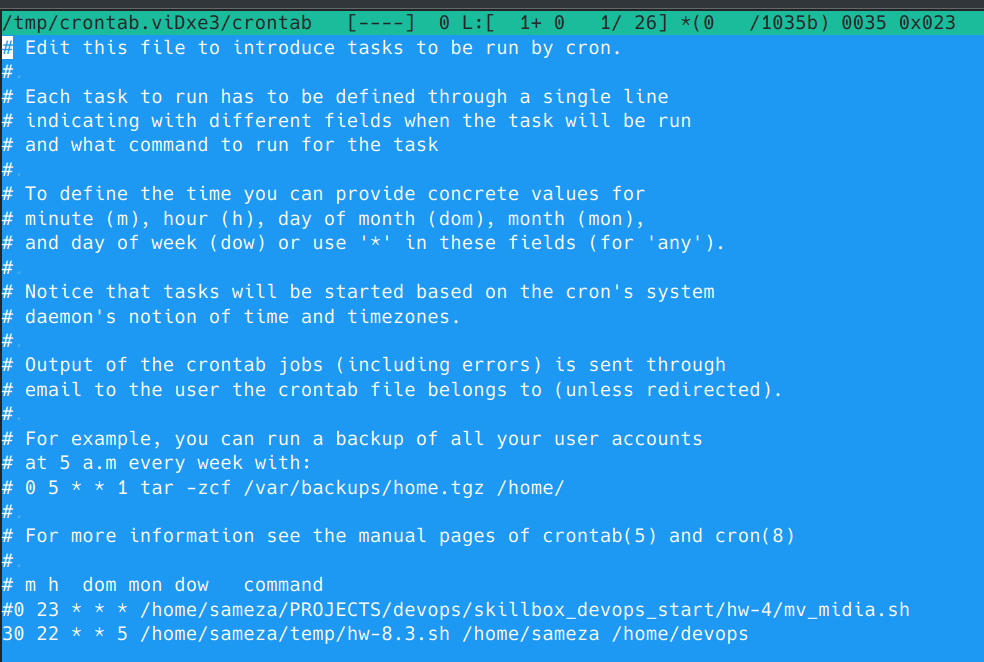 /tmp/crontab.viDxe3/crontab   [----]  0 L:[  1+ 0   1/ 26] *(0   /1035b) 0035 0x023
# Edit this file to introduce tasks to be run by cron.
#.
# Each task to run has to be defined through a single line
# indicating with different fields when the task will be run
# and what command to run for the task
#.
# To define the time you can provide concrete values for
# minute (m), hour (h), day of month (dom), month (mon),
# and day of week (dow) or use '*' in these fields (for 'any').
#.
# Notice that tasks will be started based on the cron's system
# daemon's notion of time and timezones.
#.
# Output of the crontab jobs (including errors) is sent through
# email to the user the crontab file belongs to (unless redirected).
#.
# For example, you can run a backup of all your user accounts
# at 5 a.m every week with:
# 0 5 * * 1 tar -zcf /var/backups/home.tgz /home/
#.
# For more information see the manual pages of crontab(5) and cron(8)
#.
# m h  dom mon dow   command
#0 23 * * * /home/sameza/PROJECTS/devops/skillbox_devops_start/hw-4/mv_midia.sh
30 22 * * 5 /home/sameza/temp/hw-8.3.sh /home/sameza /home/devops